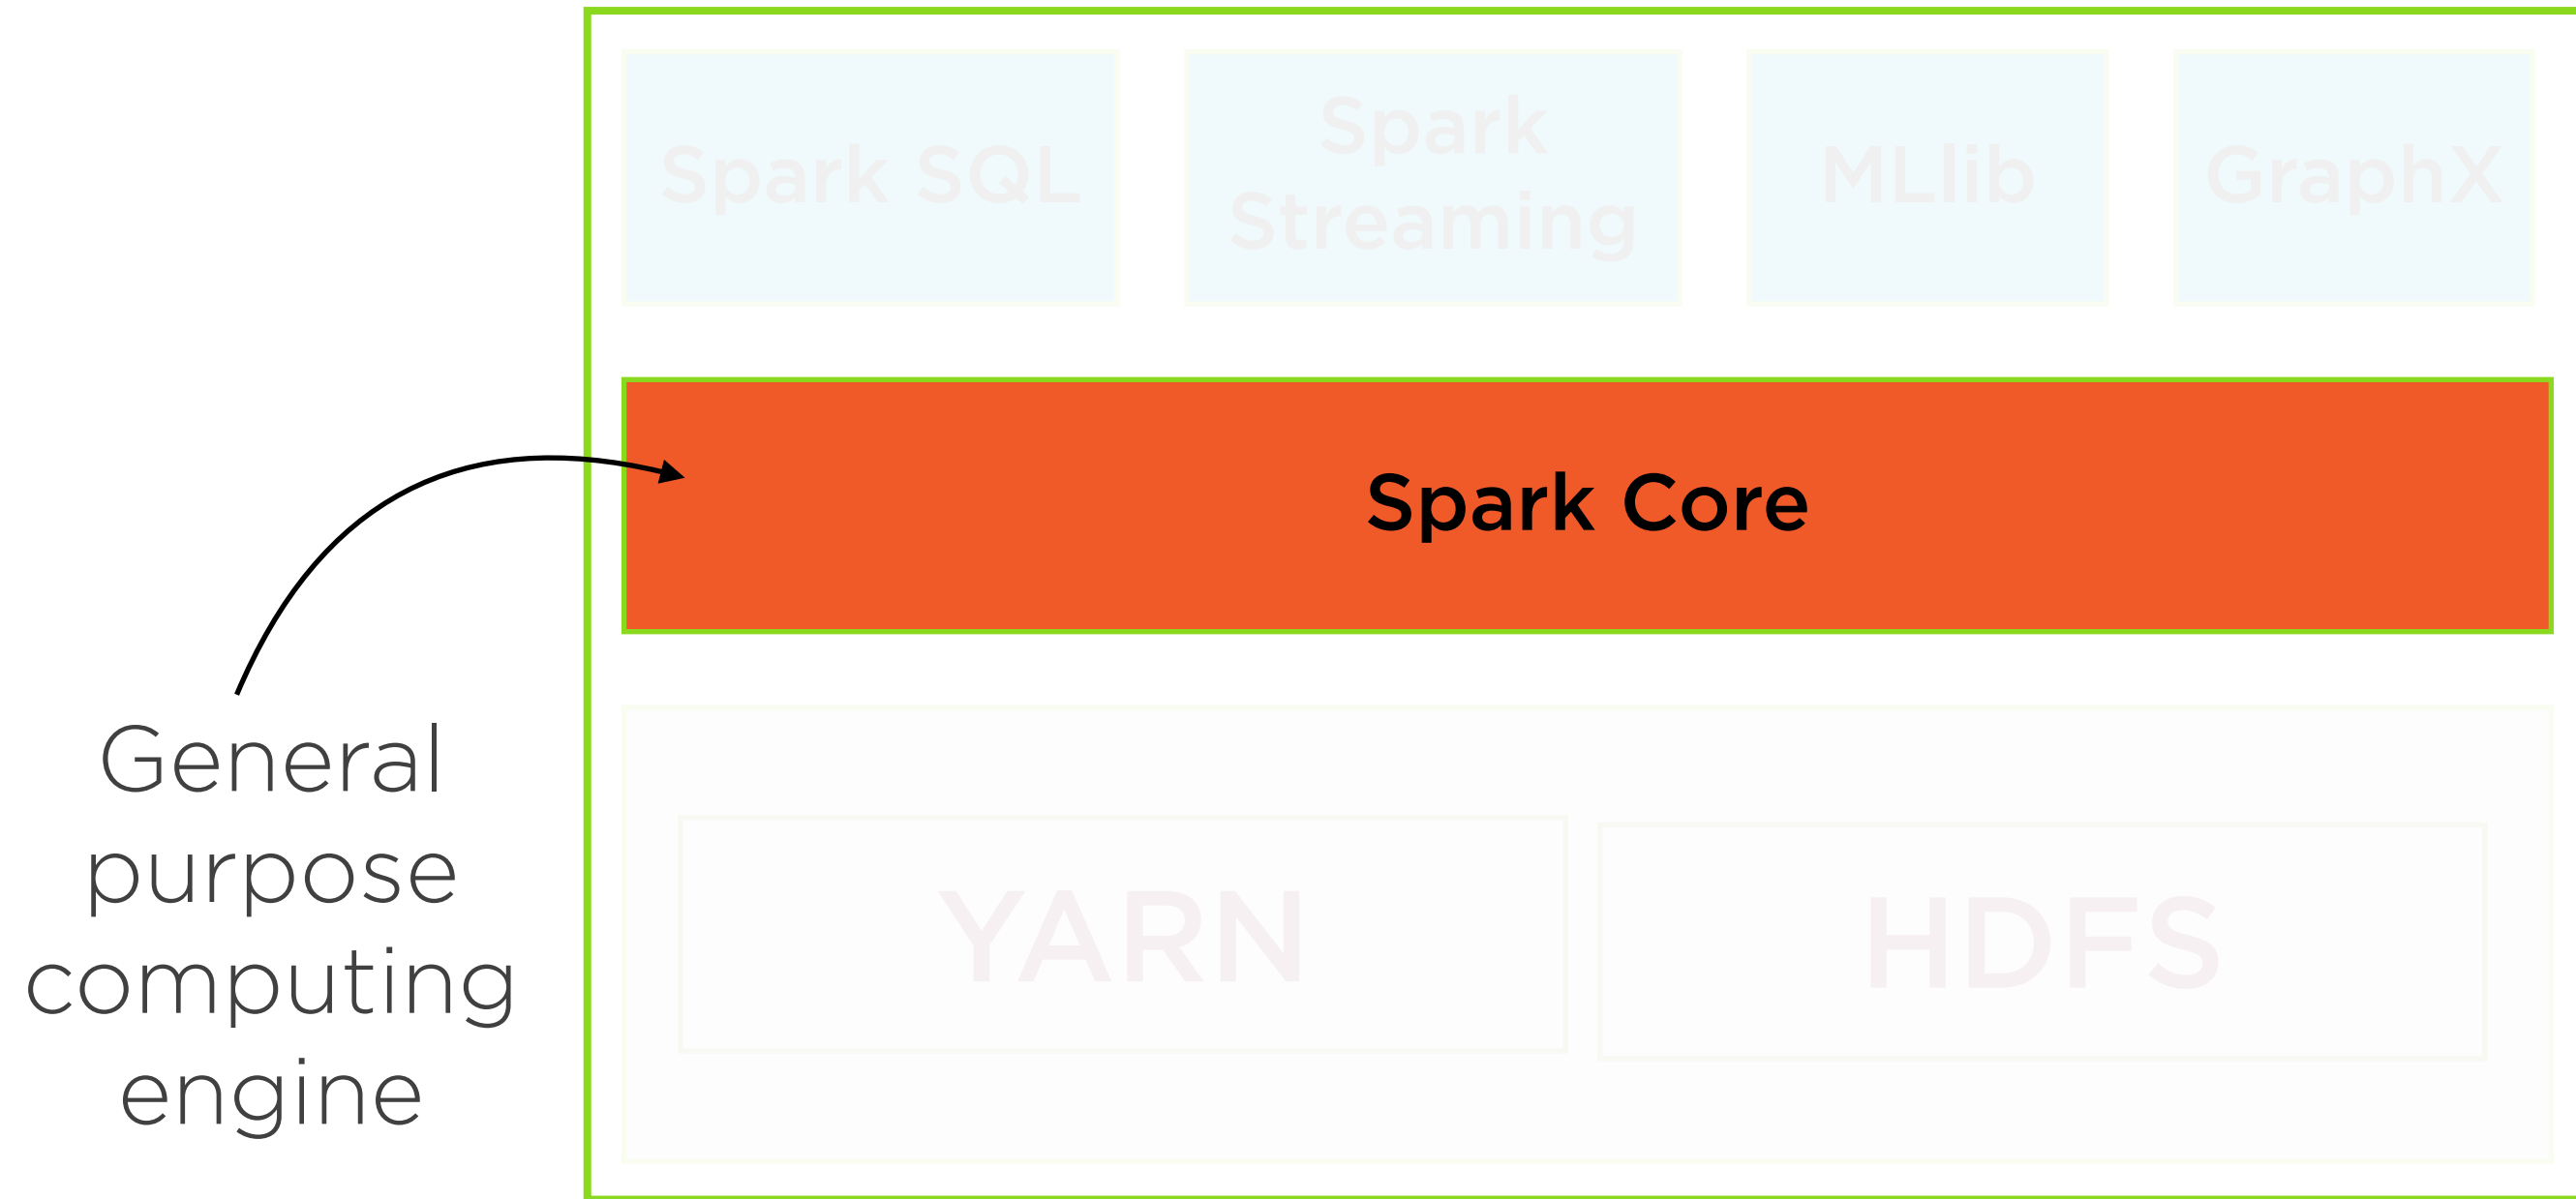 Spark SQL
Spark
Streaming
MLlib
GraphX
Spark Core
General
purpose
computing
engine
YARN
HDFS